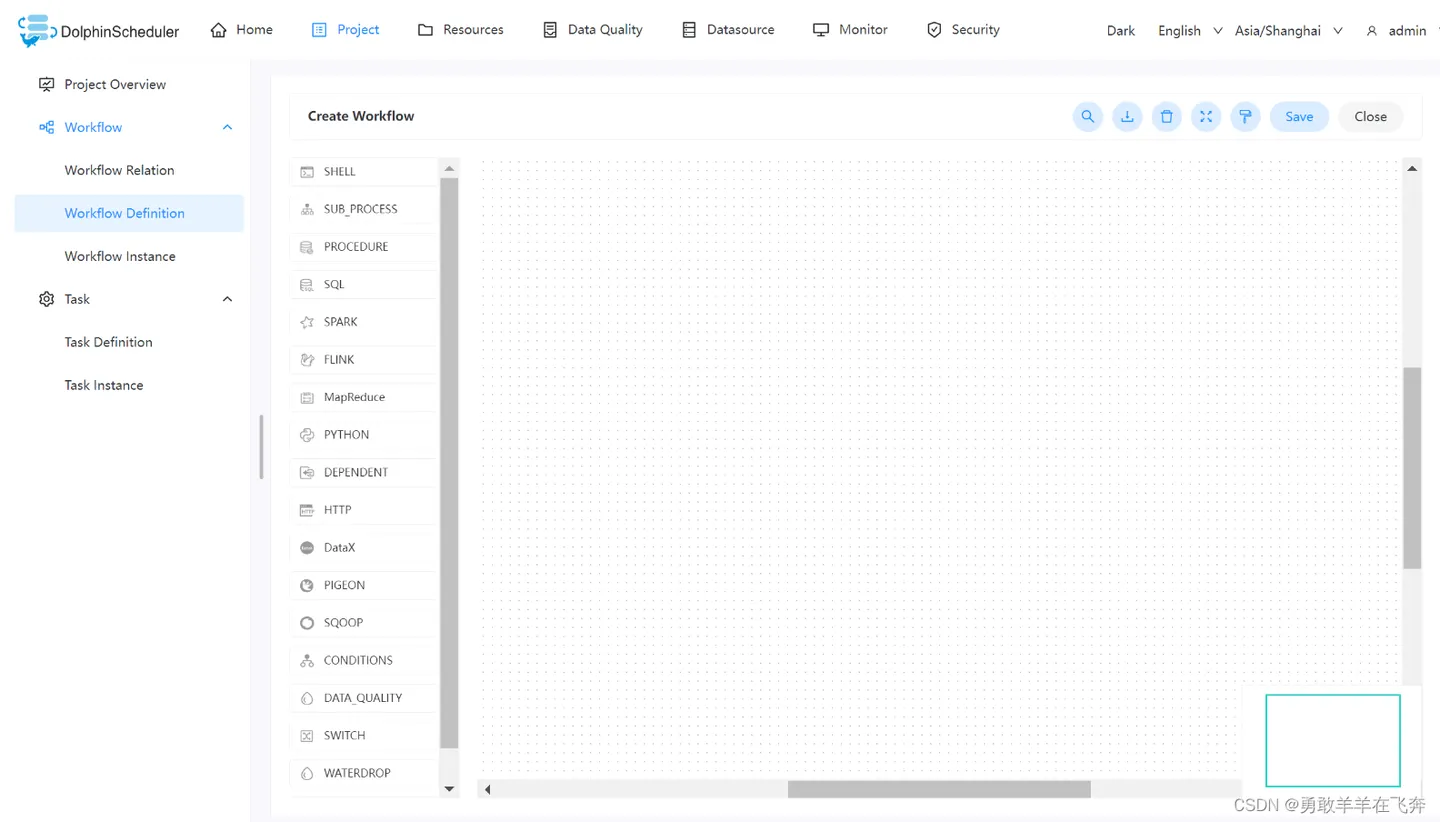 DolphinScheduler
Home
Project
Resources
Data Quality
Datasource
Monitor
Security
Dark
English
Asia/Shanghai
admin
Project Overview
Workflow
Workflow Relation
Workflow Definition
Workflow Instance
Task
Task Definition
Task Instance
Create Workflow
Save
Close
SHELL
SUB_PROCESS
PROCEDURE
SQL
SPARK
FLINK
MapReduce
PYTHON
DEPENDENT
HTTP
DataX
PIGEON
SQOOP
CONDITIONS
DATA_QUALITY
SWITCH
WATERDROP
CSDN @勇敢羊羊在飞奔